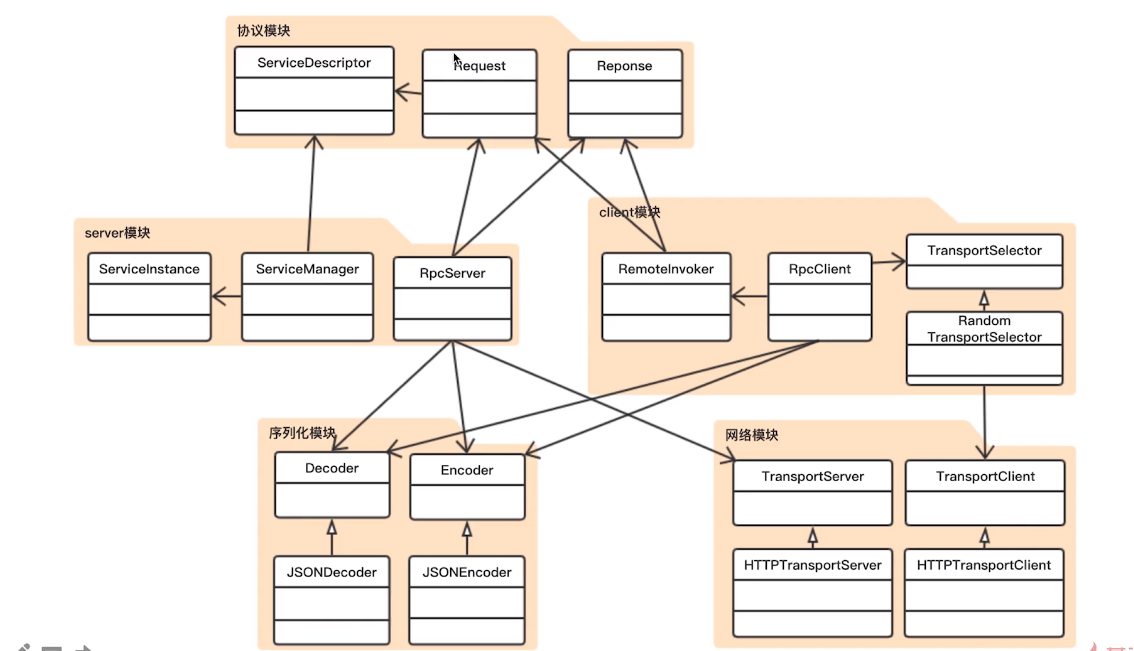 协议模块
ServiceDescriptor
Request
Reponse
server模块
ServiceInstance
ServiceManager
RpcServer
client模块
RemoteInvoker
RpcClient
TransportSelector
Random
TransportSelector
序列化模块
Decoder
Encoder
JSONDecoder
JSONEncoder
网络模块
TransportServer
TransportClient
HTTPTransportServer
HTTPTransportClient